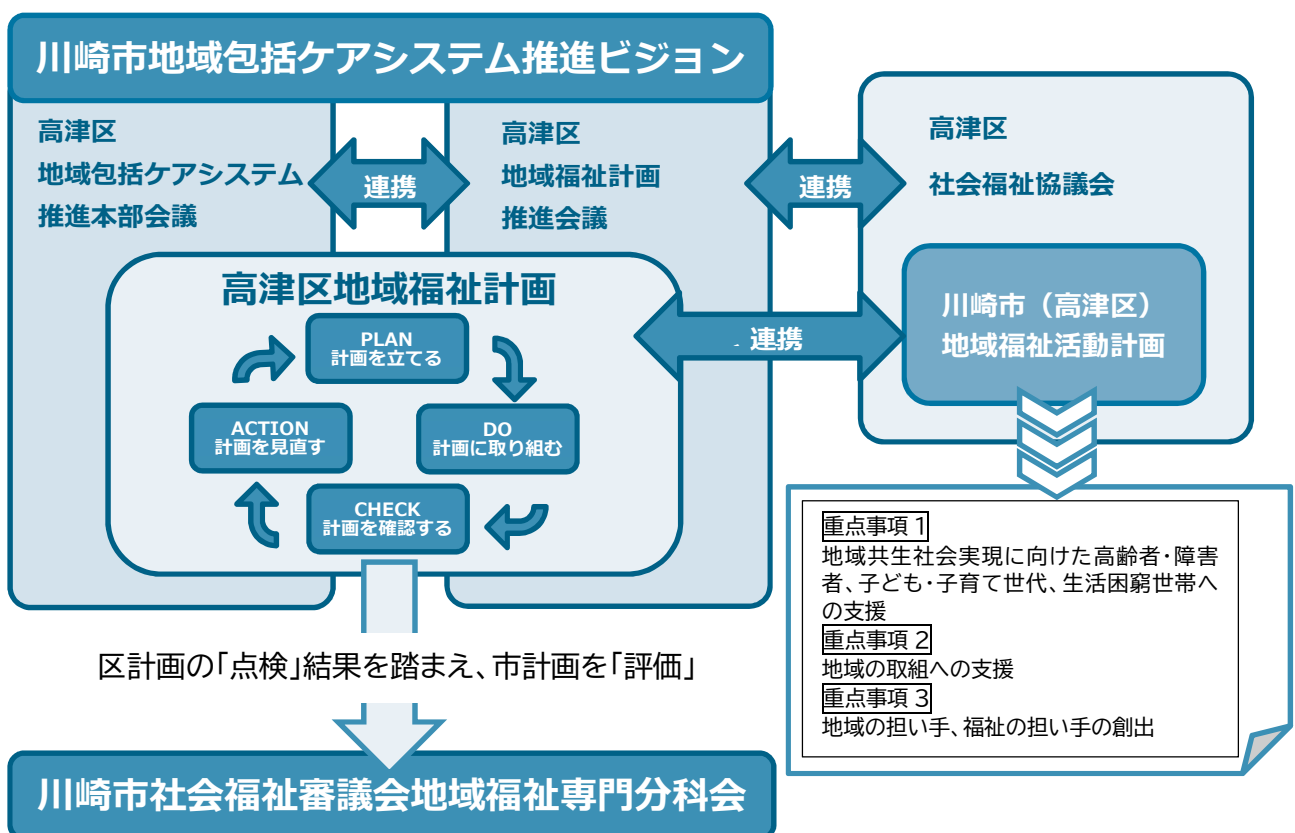 川崎市地域包括ケアシステム推進ビジョン
高津区
地域包括ケアシステム
推進本部会議
連携
高津区
地域福祉計画
推進会議
連携
高津区
社会福祉協議会
高津区地域福祉計画
PLAN
計画を立てる
ACTION
計画を見直す
DO
計画に取り組む
CHECK
計画を確認する
連携
川崎市（高津区）
地域福祉活動計画
重点事項1
地域共生社会実現に向けた高齢者・障害
者、子ども・子育て世代、生活困窮世帯へ
の支援
重点事項2
地域の取組への支援
重点事項3
地域の担い手、福祉の担い手の創出
区計画の「点検」結果を踏まえ、市計画を「評価」
川崎市社会福祉審議会地域福祉専門分科会